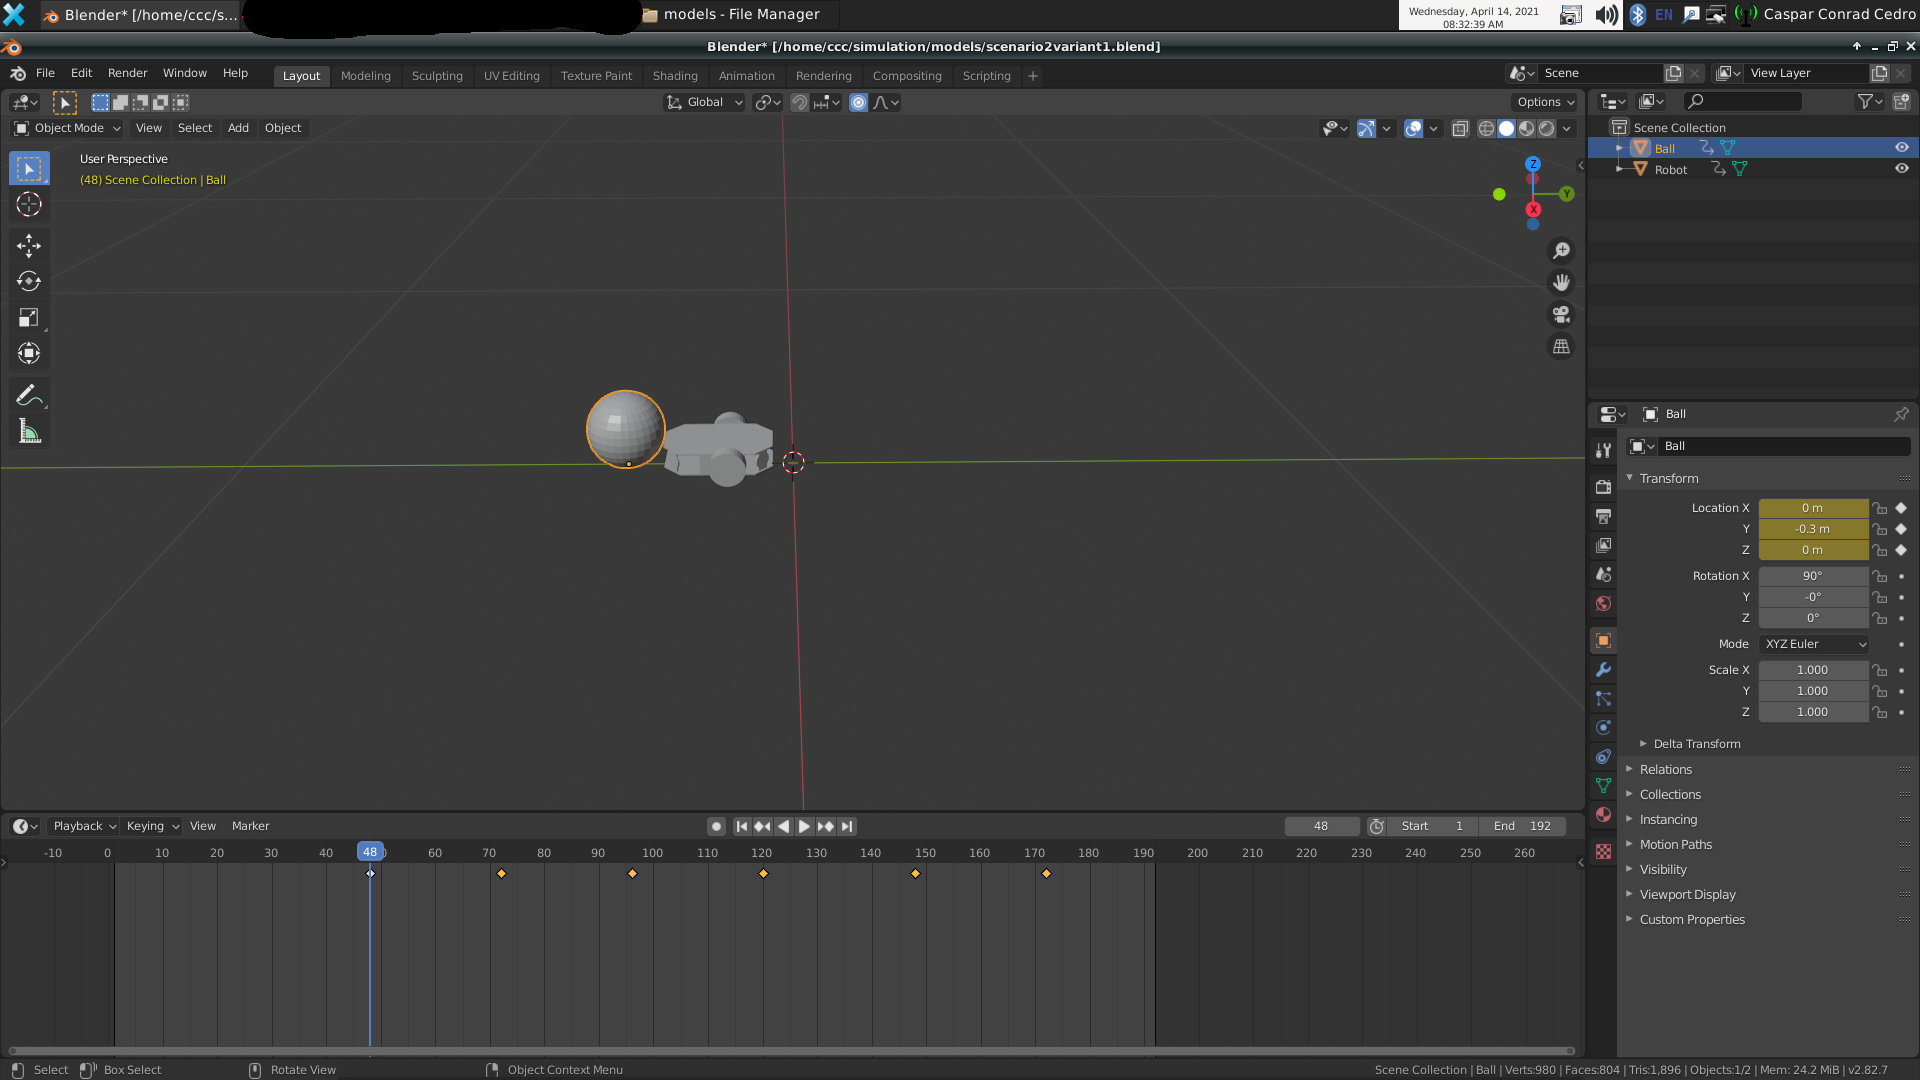 Blender* [/home/ccc/s...
models - File Manager
Wednesday, April 14, 2021
08:32:39 AM
EN
Caspar Conrad Cedro
Blender* [/home/ccc/simulation/models/scenario2variant1.blend]
File Edit Render Window Help
Layout Modeling Sculpting UV Editing Texture Paint Shading Animation Rendering Compositing Scripting +
Scene
View Layer
Global
Options
Object Mode View Select Add Object
User Perspective
(48) Scene Collection | Ball
Z
Y
X
Scene Collection
Ball
Robot
Ball
Ball
Transform
Location X 0 m
Y -0.3 m
Z 0 m
Rotation X 90°
Y -0°
Z 0°
Mode XYZ Euler
Scale X 1.000
Y 1.000
Z 1.000
Delta Transform
Relations
Collections
Instancing
Motion Paths
Visibility
Viewport Display
Custom Properties
Playback Keying View Marker
48
Start 1
End 192
-10 0 10 20 30 40 48 60 70 80 90 100 110 120 130 140 150 160 170 180 190 200 210 220 230 240 250 260
Select
Box Select
Rotate View
Object Context Menu
Scene Collection | Ball | Verts:980 | Faces:804 | Tris:1,896 | Objects:1/2 | Mem: 24.2 MiB | v2.82.7